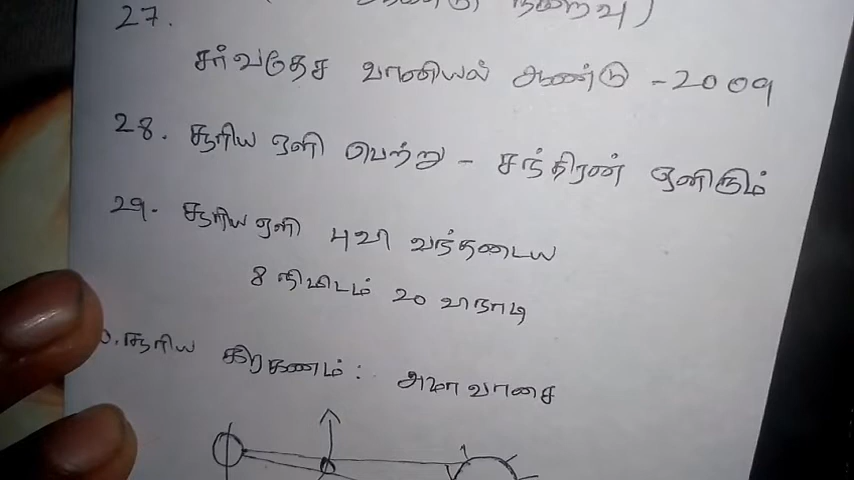 27. நிறைவு)
சர்வதேச வானியல் ஆண்டு - 2009
28. சூரிய ஒளி பெற்று - சந்திரன் ஒளிரும்
29. சூரிய ஒளி புவி வந்தடைய
8 நிமிடம் 20 வினாடி
0. சூரிய கிரகணம் : அமாவாசை